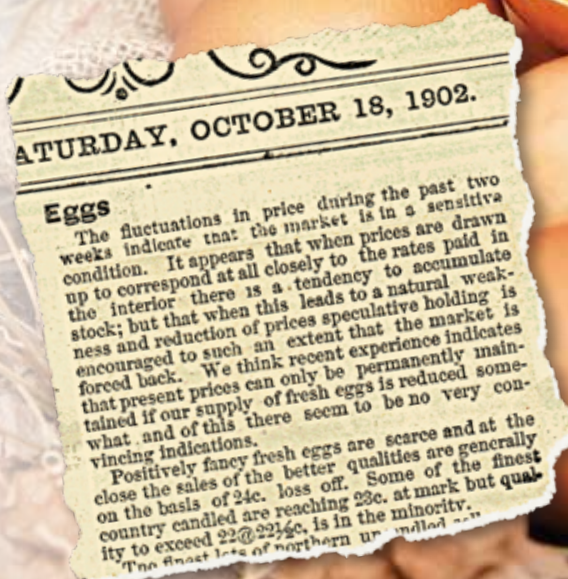 ATURDAY, OCTOBER 18, 1902.
Eggs
The fluctuations in price during the past two
weeks indicate that the market is in a sensitive
condition. It appears that when prices are drawn
up to correspond at all closely to the rates paid in
the interior there is a tendency to accumulate
stock; but that when this leads to a natural weak-
ness and reduction of prices speculative holding is
encouraged to such an extent that the market is
forced back. We think recent experience indicates
that present prices can only be permanently main-
tained if our supply of fresh eggs is reduced some-
what and of this there seem to be no very con-
vincing indications.
Positively fancy fresh eggs are scarce and at the
close the sales of the better qualities are generally
on the basis of 24c. loss off. Some of the finest
country candled are reaching 23c. at mark but qual-
ity to exceed 22@22½c. is in the minority.
The finest lots of northern